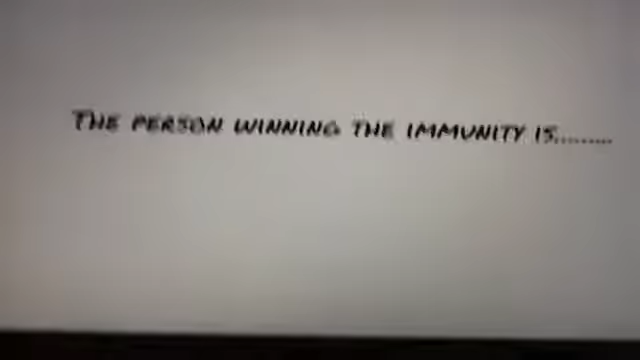 THE PERSON WINNING THE IMMUNITY IS.........